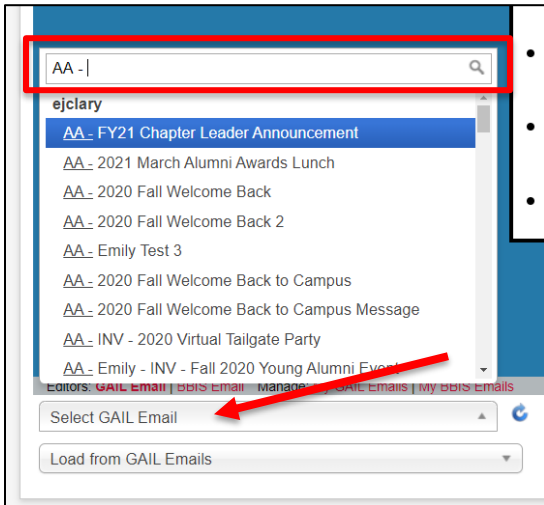 AA -
ejclary
AA - FY21 Chapter Leader Announcement
AA - 2021 March Alumni Awards Lunch
AA - 2020 Fall Welcome Back
AA - 2020 Fall Welcome Back 2
AA - Emily Test 3
AA - 2020 Fall Welcome Back to Campus
AA - 2020 Fall Welcome Back to Campus Message
AA - INV - 2020 Virtual Tailgate Party
AA - Emily - INV - Fall 2020 Young Alumni Event
Editors: GAIL Email | BBIS Email Manage: My GAIL Emails | My BBIS Emails
Select GAIL Email
Load from GAIL Emails